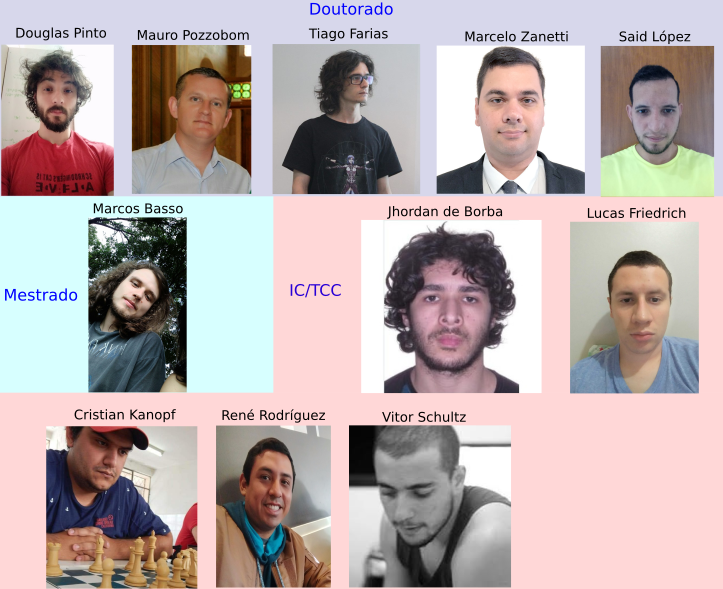 Doutorado
Douglas Pinto
Mauro Pozzobom
Tiago Farias
Marcelo Zanetti
Said López
Marcos Basso
Jhordan de Borba
Lucas Friedrich
Mestrado
IC/TCC
Cristian Kanopf
René Rodríguez
Vitor Schultz